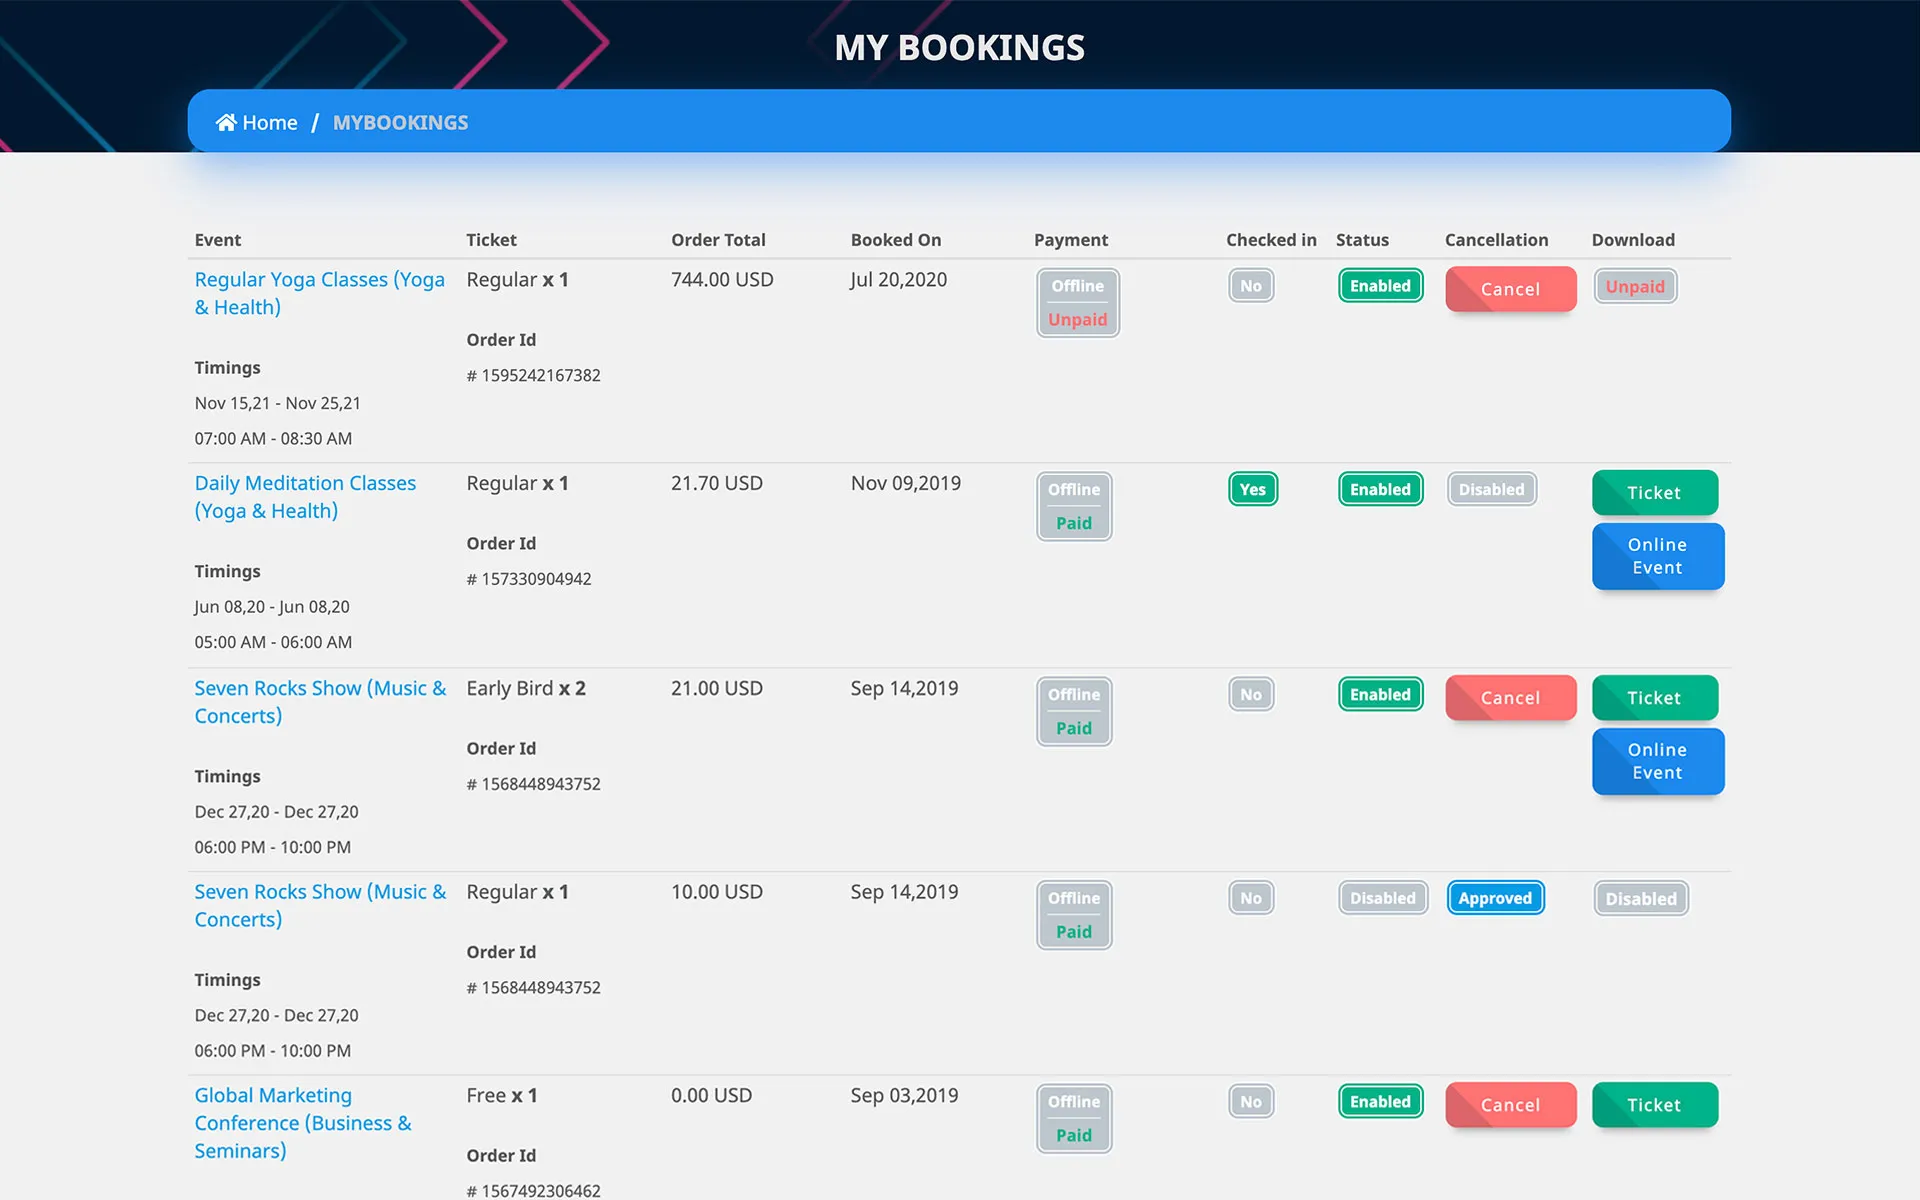 MY BOOKINGS
Home / MYBOOKINGS
Event Ticket Order Total Booked On Payment Checked in Status Cancellation Download
Regular Yoga Classes (Yoga & Health)
Timings
Nov 15,21 - Nov 25,21
07:00 AM - 08:30 AM
Regular x 1
Order Id
# 1595242167382
744.00 USD
Jul 20,2020
Offline
Unpaid
No
Enabled
Cancel
Unpaid
Daily Meditation Classes
(Yoga & Health)
Timings
Jun 08,20 - Jun 08,20
05:00 AM - 06:00 AM
Regular x 1
Order Id
# 157330904942
21.70 USD
Nov 09,2019
Offline
Paid
Yes
Enabled
Disabled
Ticket
Online
Event
Seven Rocks Show (Music &
Concerts)
Timings
Dec 27,20 - Dec 27,20
06:00 PM - 10:00 PM
Early Bird x 2
Order Id
# 1568448943752
21.00 USD
Sep 14,2019
Offline
Paid
No
Enabled
Cancel
Ticket
Online
Event
Seven Rocks Show (Music &
Concerts)
Timings
Dec 27,20 - Dec 27,20
06:00 PM - 10:00 PM
Regular x 1
Order Id
# 1568448943752
10.00 USD
Sep 14,2019
Offline
Paid
No
Disabled
Approved
Disabled
Global Marketing
Conference (Business &
Seminars)
Free x 1
Order Id
# 1567492306462
0.00 USD
Sep 03,2019
Offline
Paid
No
Enabled
Cancel
Ticket